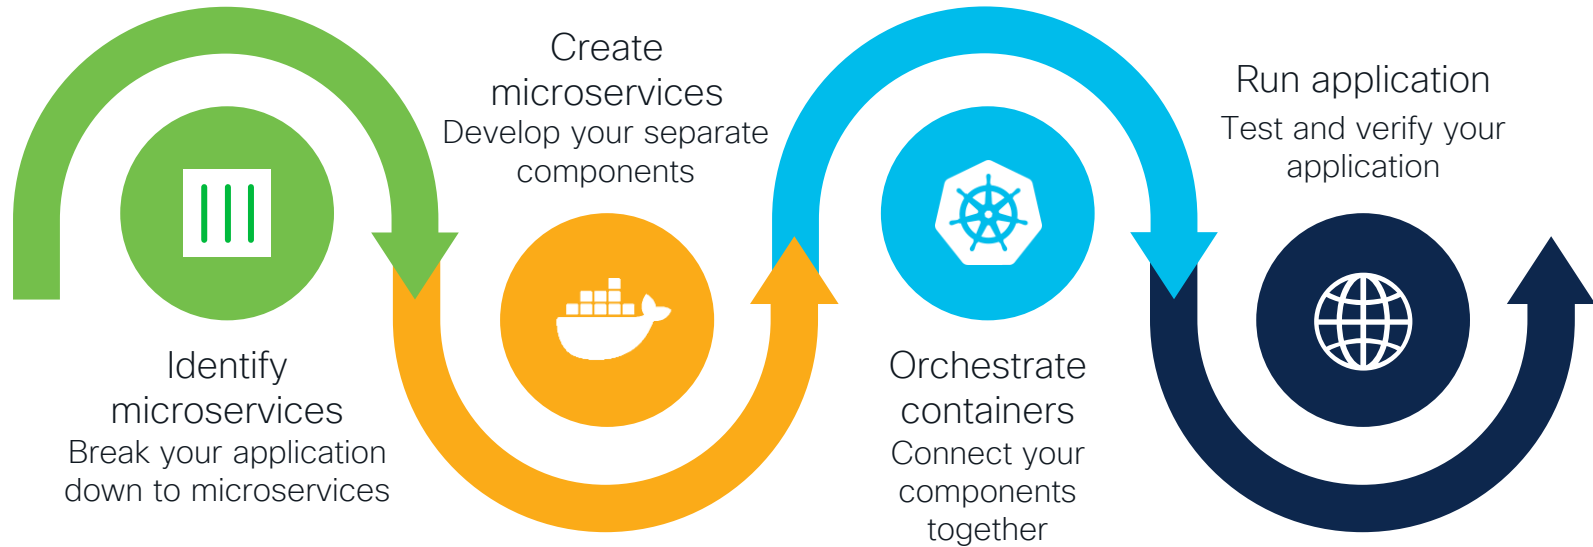 Identify
microservices
Break your application
down to microservices
Create
microservices
Develop your separate
components
Orchestrate
containers
Connect your
components
together
Run application
Test and verify your
application